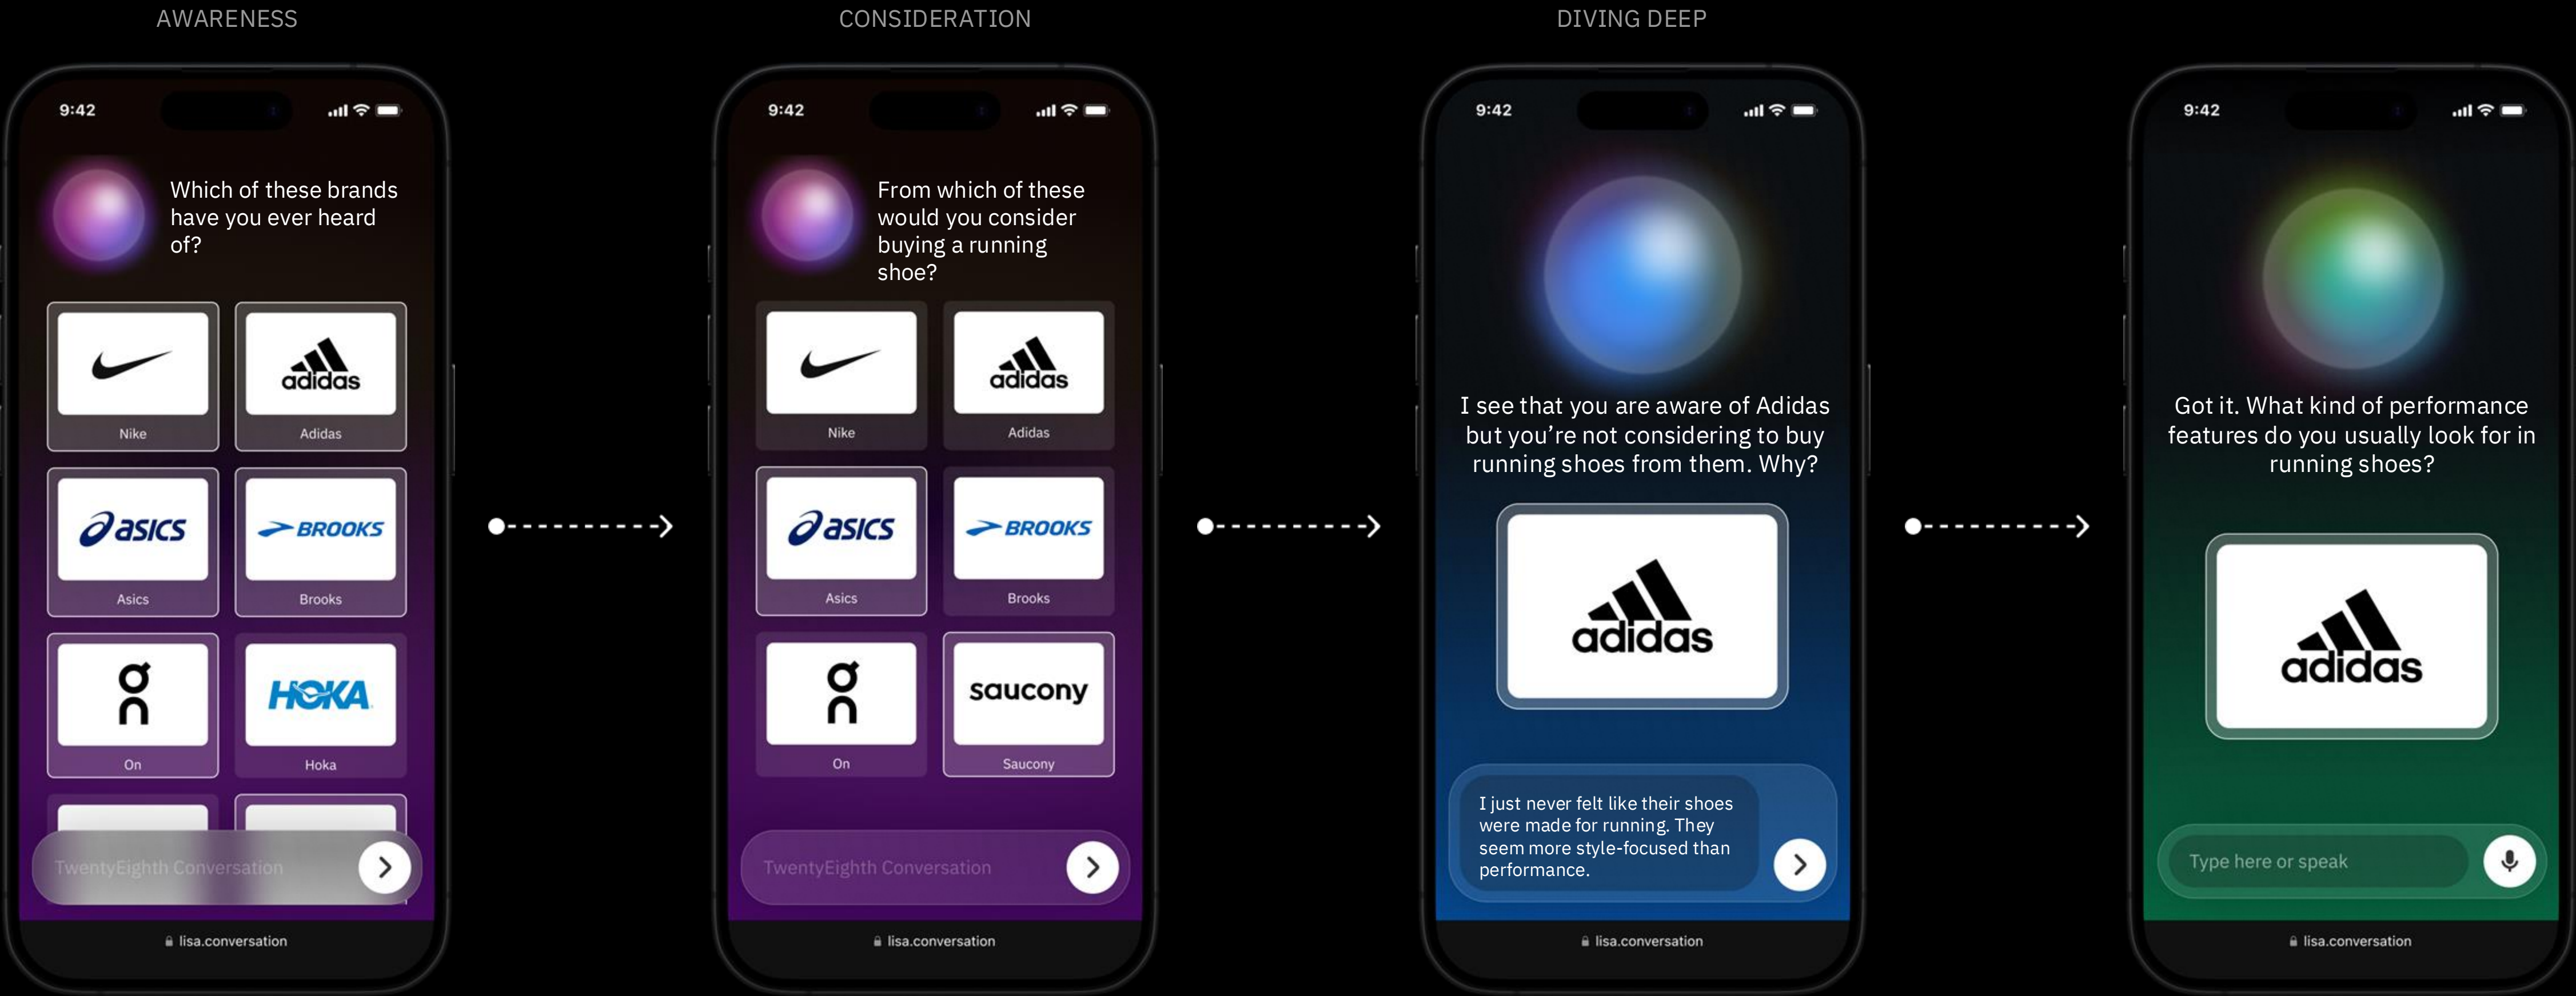 AWARENESS
CONSIDERATION
DIVING DEEP
9:42
Which of these brands
have you ever heard
of?
Nike
adidas
Adidas
asics
Asics
BROOKS
Brooks
On
On
HOKA
Hoka
TwentyEighth Conversation
lisa.conversation
9:42
From which of these
would you consider
buying a running
shoe?
Nike
adidas
Adidas
asics
Asics
BROOKS
Brooks
On
On
saucony
Saucony
TwentyEighth Conversation
lisa.conversation
9:42
I see that you are aware of Adidas
but you’re not considering to buy
running shoes from them. Why?
adidas
I just never felt like their shoes
were made for running. They
seem more style-focused than
performance.
lisa.conversation
9:42
Got it. What kind of performance
features do you usually look for in
running shoes?
adidas
Type here or speak
lisa.conversation